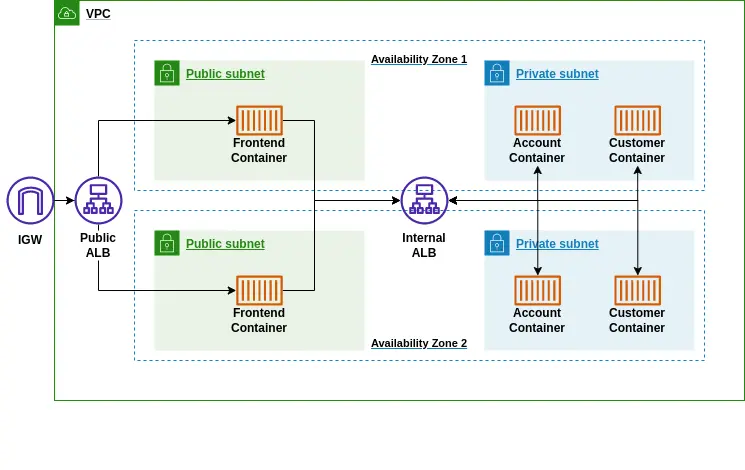 VPC
Availability Zone 1
Public subnet
Private subnet
Frontend
Container
Account
Container
Customer
Container
IGW
Public
ALB
Internal
ALB
Public subnet
Private subnet
Frontend
Container
Account
Container
Customer
Container
Availability Zone 2